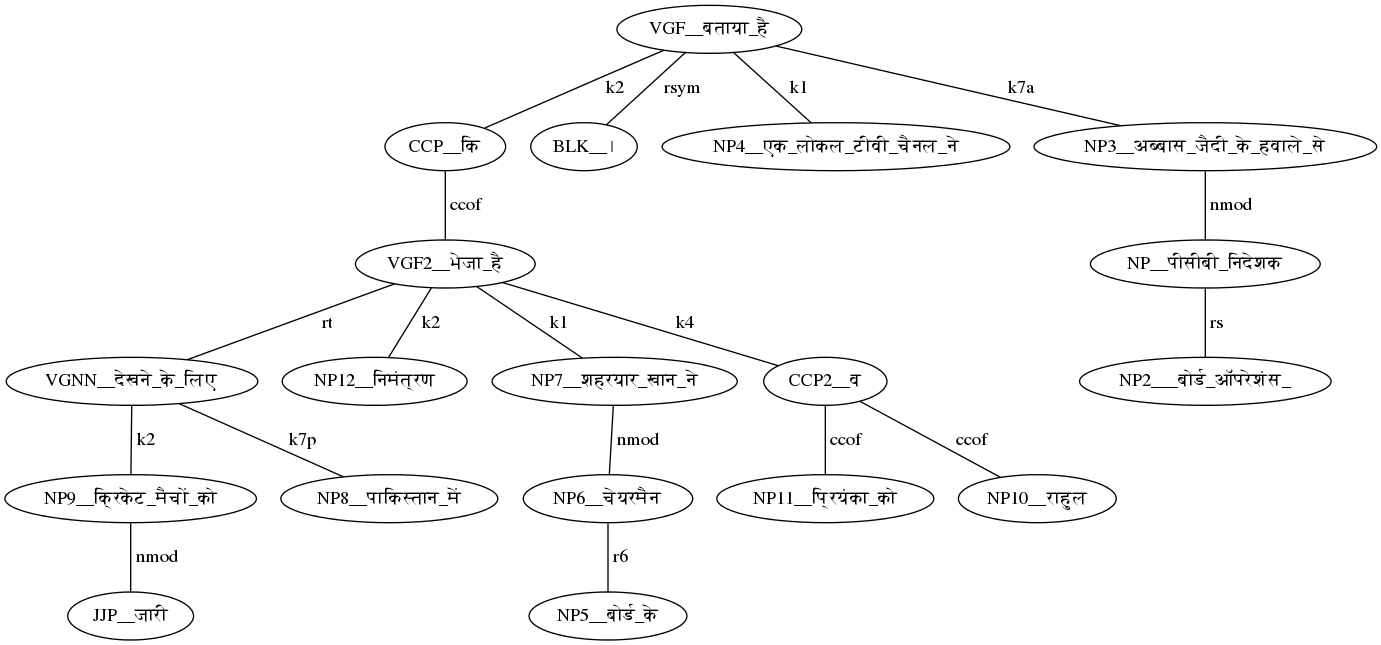 VGF__बताया_है
k2 rsym k1 k7a
CCP__कि BLK__। NP4__एक_लोकल_टीवी_चैनल_ने NP3__अब्बास_जैदी_के_हवाले_से
ccof nmod
VGF2__भेजा_है NP__पीसीबी_निदेशक
rt k2 k1 k4 rs
VGNN__देखने_के_लिए NP12__निमंत्रण NP7__शहरयार_खान_ने CCP2__व NP2___बोर्ड_ऑपरेशंस_
k2 k7p nmod ccof ccof
NP9__क्रिकेट_मैचों_को NP8__पाकिस्तान_में NP6__चेयरमैन NP11__प्रियंका_को NP10__राहुल
nmod r6
JJP__जारी NP5__बोर्ड_के